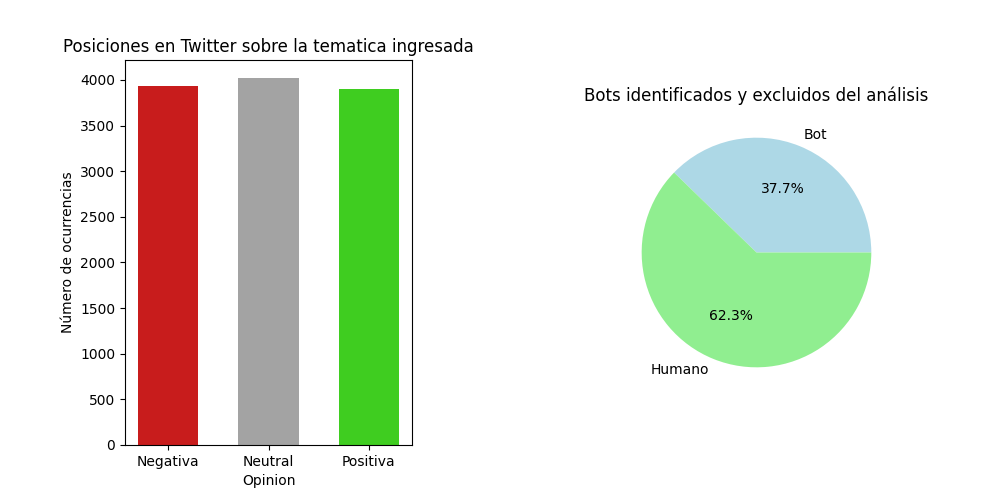 Posiciones en Twitter sobre la tematica ingresada
Número de ocurrencias
4000
3500
3000
2500
2000
1500
1000
500
0
Negativa
Neutral
Positiva
Opinion
Bots identificados y excluidos del análisis
Bot
37.7%
62.3%
Humano